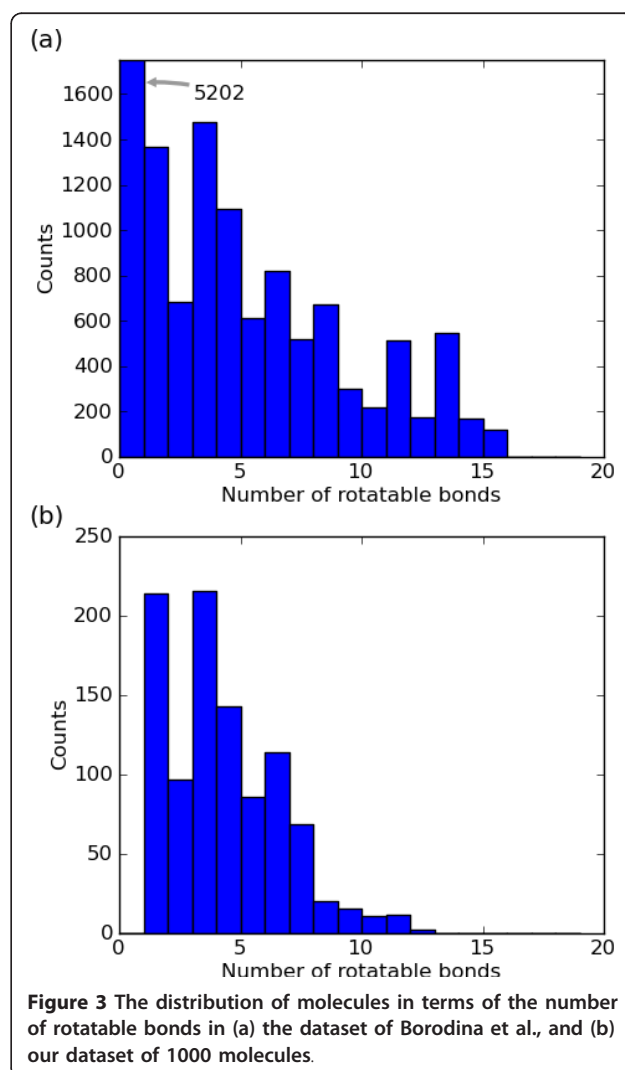 (a)
1600
1400
1200
1000
800
600
400
200
0
Counts
5202
0 5 10 15 20
Number of rotatable bonds
(b)
250
200
150
100
50
0
Counts
0 5 10 15 20
Number of rotatable bonds
Figure 3 The distribution of molecules in terms of the number
of rotatable bonds in (a) the dataset of Borodina et al., and (b)
our dataset of 1000 molecules.